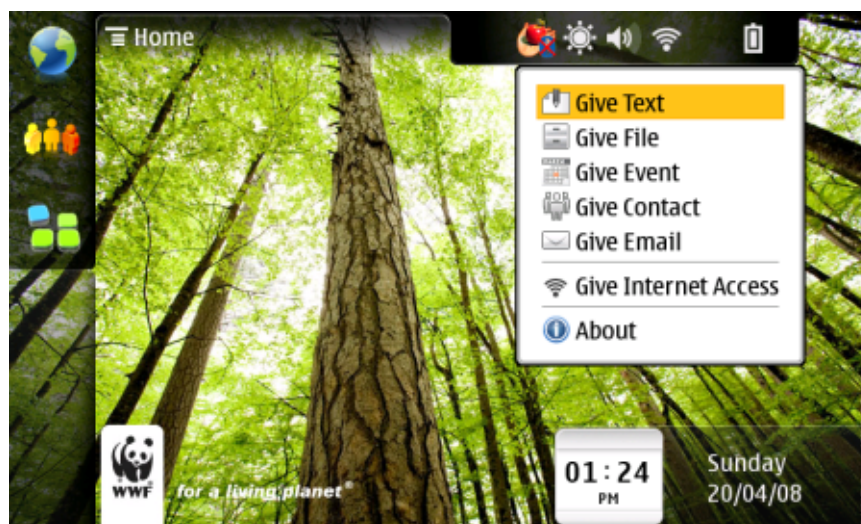 Home
Give Text
Give File
Give Event
Give Contact
Give Email
Give Internet Access
About
WWF
for a living planet®
01:24
PM
Sunday
20/04/08